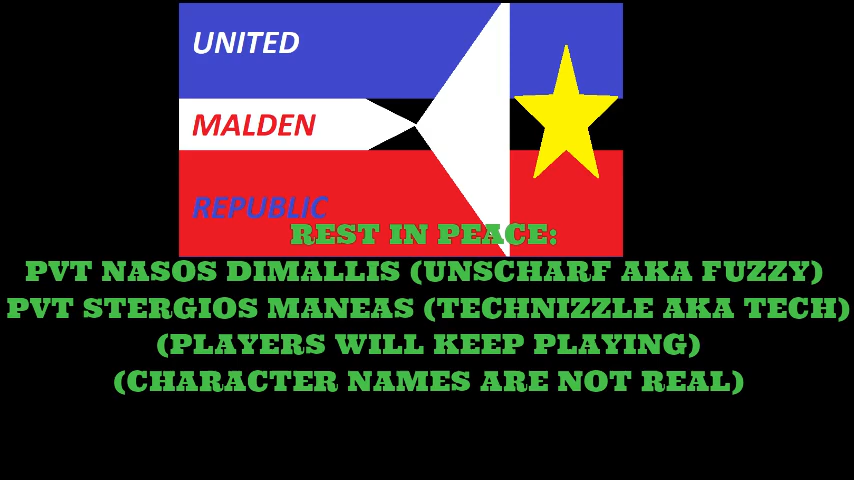 UNITED
MALDEN
REPUBLIC
REST IN PEACE:
PVT NASOS DIMALLIS (UNSCHARF AKA FUZZY)
PVT STERGIOS MANEAS (TECHNIZZLE AKA TECH)
(PLAYERS WILL KEEP PLAYING)
(CHARACTER NAMES ARE NOT REAL)